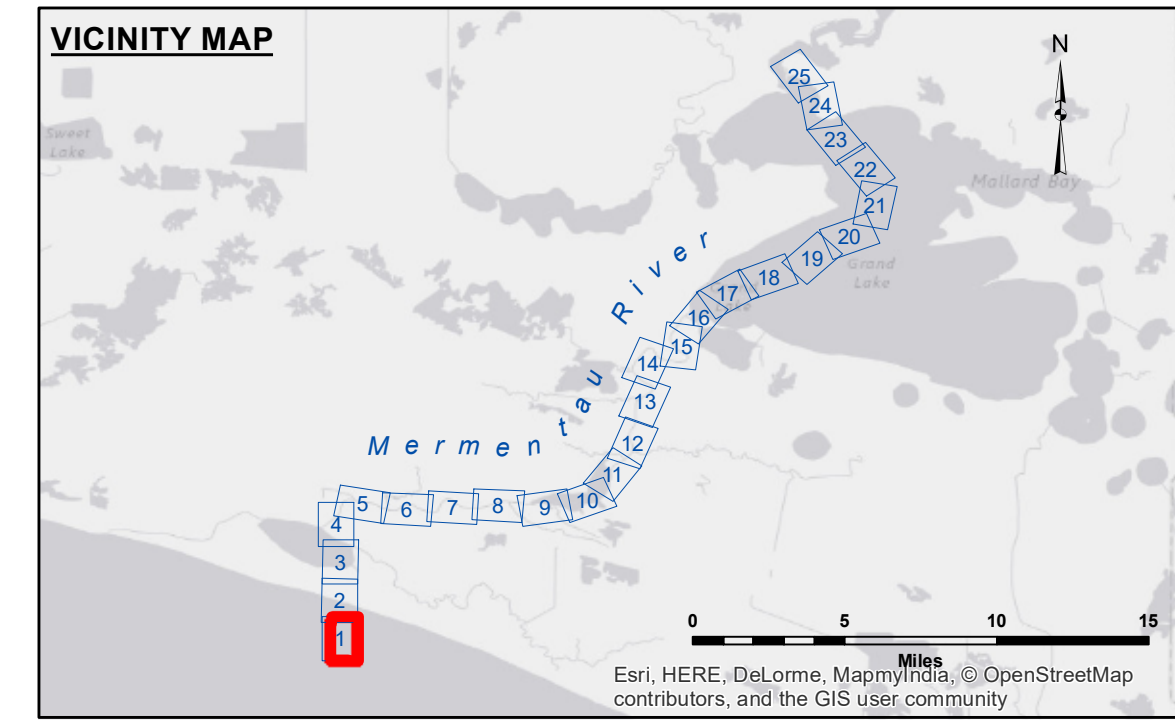 VICINITY MAP
N
Sweet
Lake
25
24
23
22
Mallard Bay
21
20
19
Grand
Lake
18
17
Lake
16
15
14
13
12
11
10
9
8
7
6
5
4
3
2
1
Mermentau River
0 5 10 15
Miles
Esri, HERE, DeLorme, MapmyIndia, © OpenStreetMap
contributors, and the GIS user community